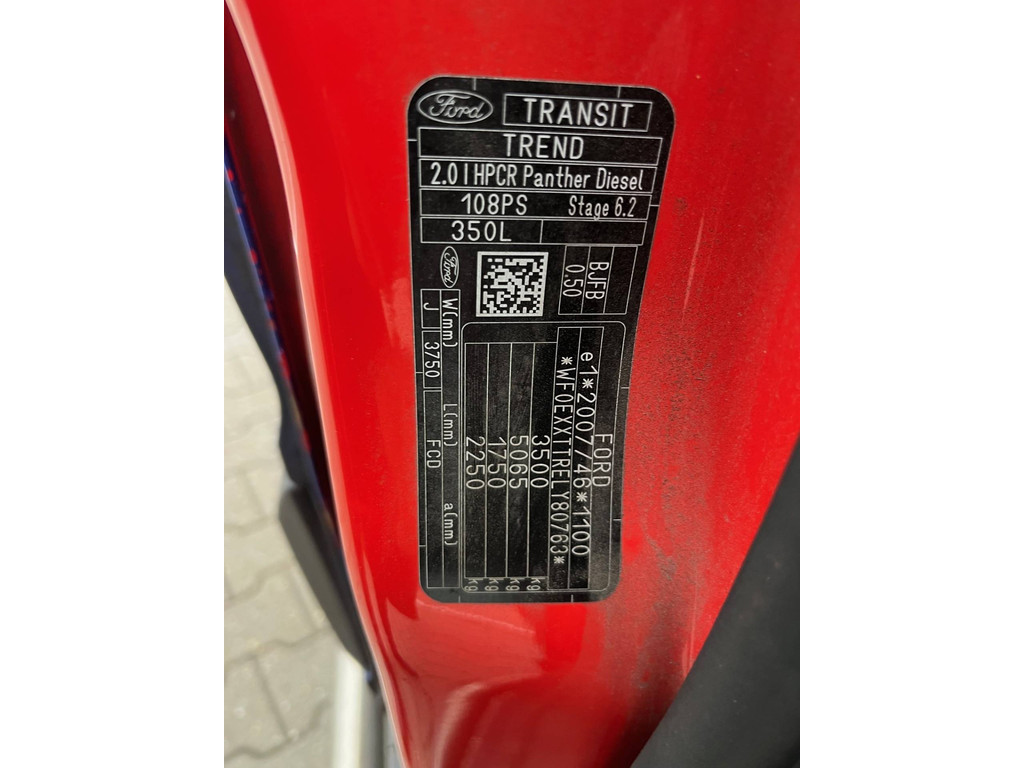 Ford TRANSIT
TREND
2.0l HPCR Panther Diesel
108PS Stage 6.2
350L
BJFB
0.50
Ford
FORD
e1*2007/46*1100
*WF0EXXTTRELY80763*
3500 kg
5065 kg
1750 kg
2250 kg
W(mm) L(mm) a(mm)
J 3750 FCD